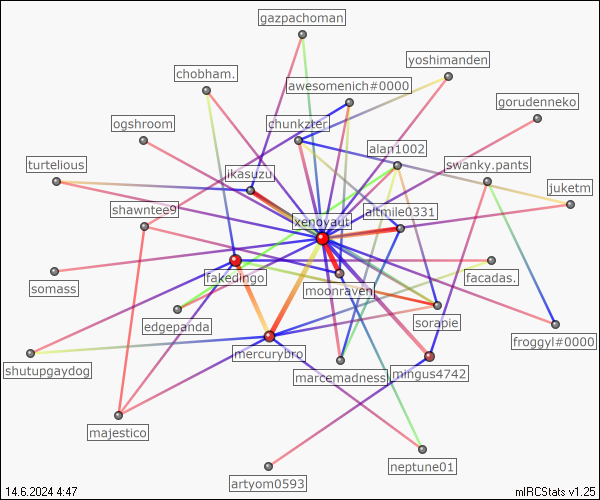 gazpachoman
yoshimanden
chobham.
awesomenich#0000
gorudenneko
ogshroom
chunkzter
alan1002
turtelious
ikasuzu
swanky.pants
juketm
shawntee9
xenoyaut
altmile0331
somass
fakedingo
moonraven
facadas.
edgepanda
sorapie
froggyl#0000
shutupgaydog
mercurybro
marcemadness
mingus4742
majestico
neptune01
artyom0593
14.6.2024 4:47
mIRCStats v1.25